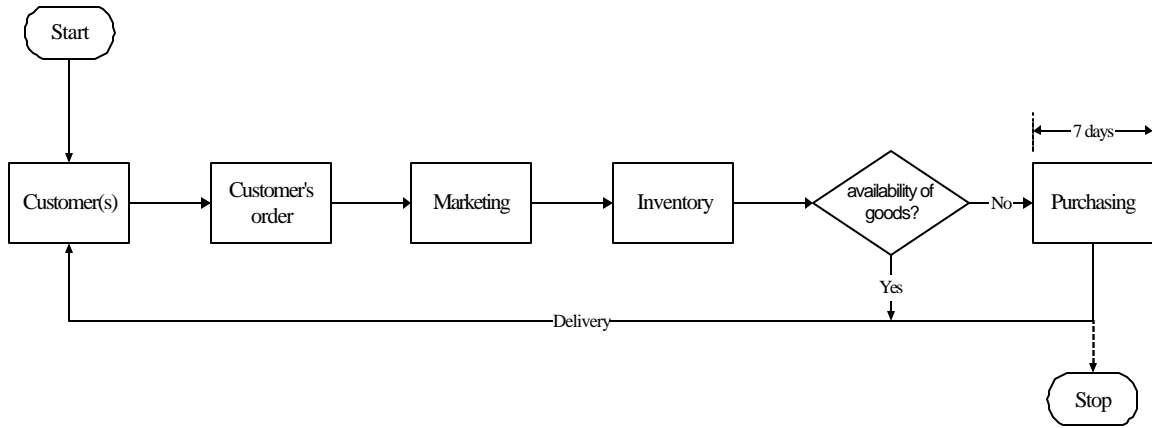 Start
7 days
Customer(s)
Customer's
order
Marketing
Inventory
availability of
goods?
No
Purchasing
Yes
Delivery
Stop